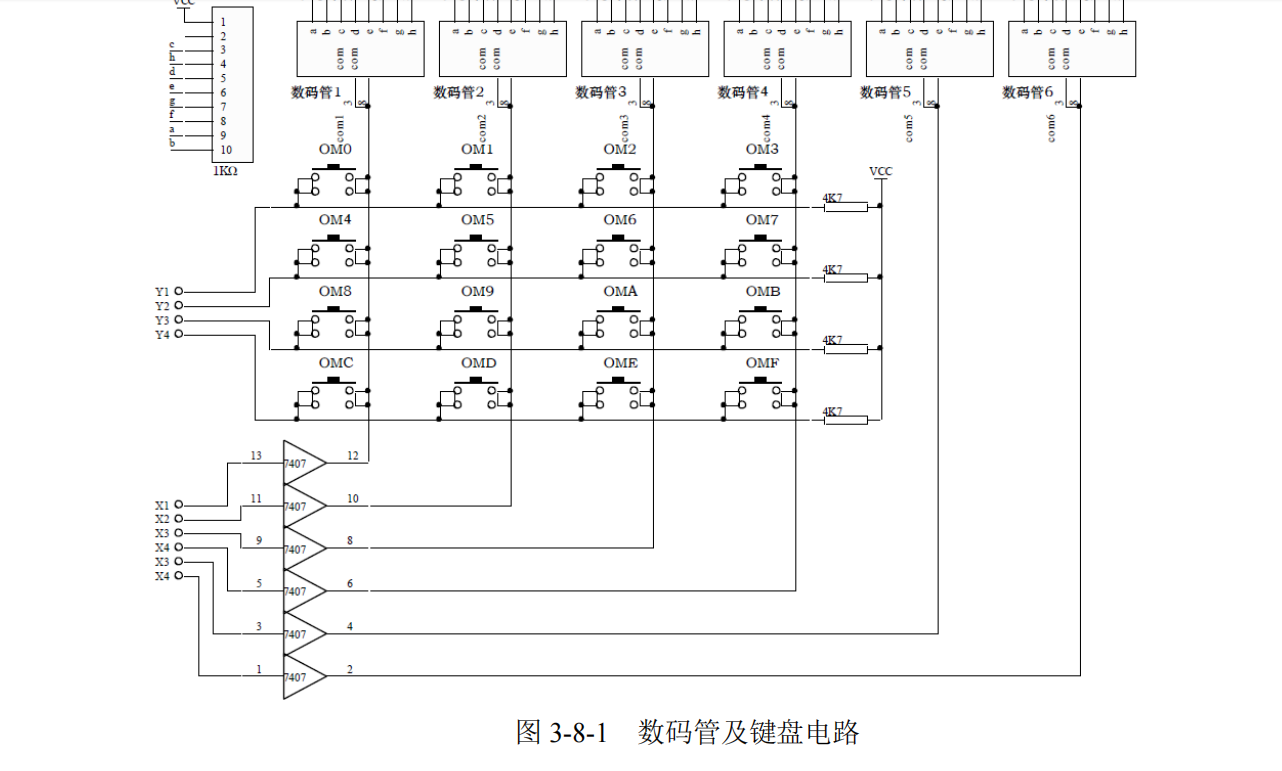 VCC
1
2
c 3
h 4
d 5
e 6
g 7
f 8
a 9
b 10
1KΩ
a b c d e f g h a b c d e f g h a b c d e f g h a b c d e f g h a b c d e f g h a b c d e f g h
com com com com com com com com com com com com
数码管1 数码管2 数码管3 数码管4 数码管5 数码管6
3 8 3 8 3 8 3 8 3 8 3 8
com1 com2 com3 com4 com5 com6
OM0 OM1 OM2 OM3
VCC
4K7
OM4 OM5 OM6 OM7
4K7
Y1
OM8 OM9 OMA OMB
Y2
Y3
Y4
4K7
OMC OMD OME OMF
4K7
13 7407 12
X1 11 7407 10
X2
X3 9 7407 8
X4
X3
X4
5 7407 6
3 7407 4
1 7407 2
图 3-8-1 数码管及键盘电路